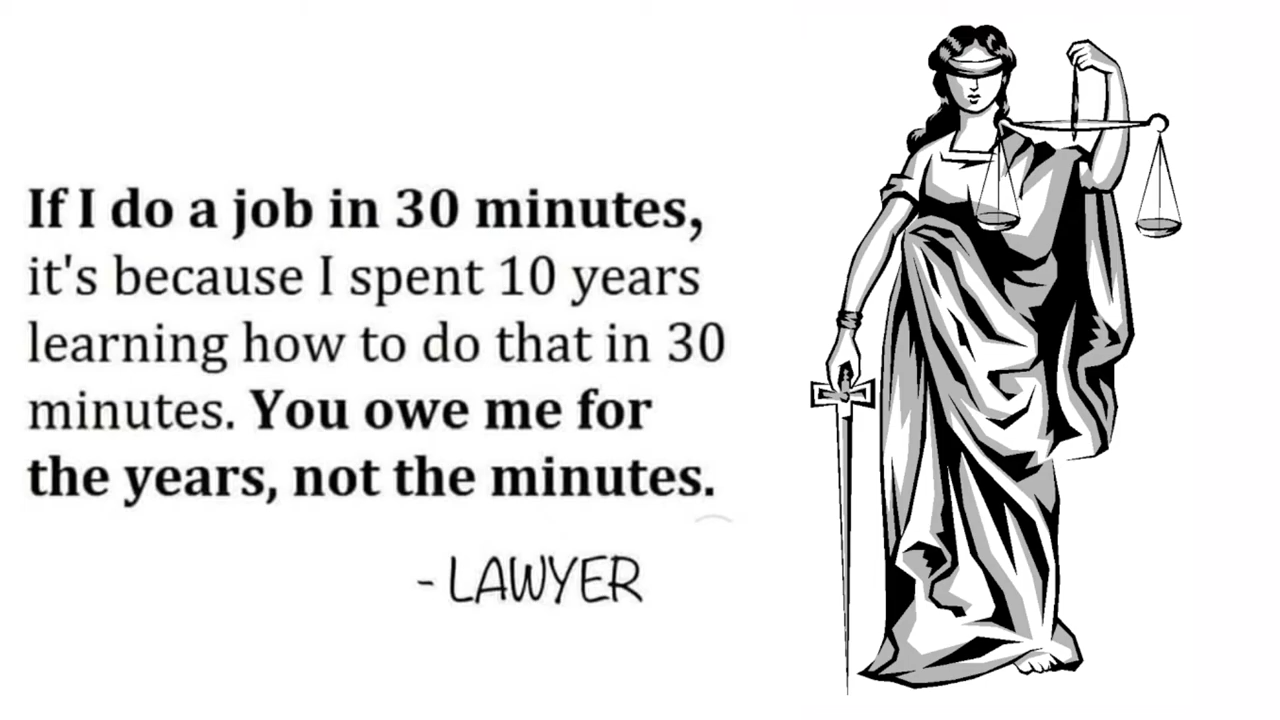 If I do a job in 30 minutes,
it's because I spent 10 years
learning how to do that in 30
minutes. You owe me for
the years, not the minutes.
- LAWYER